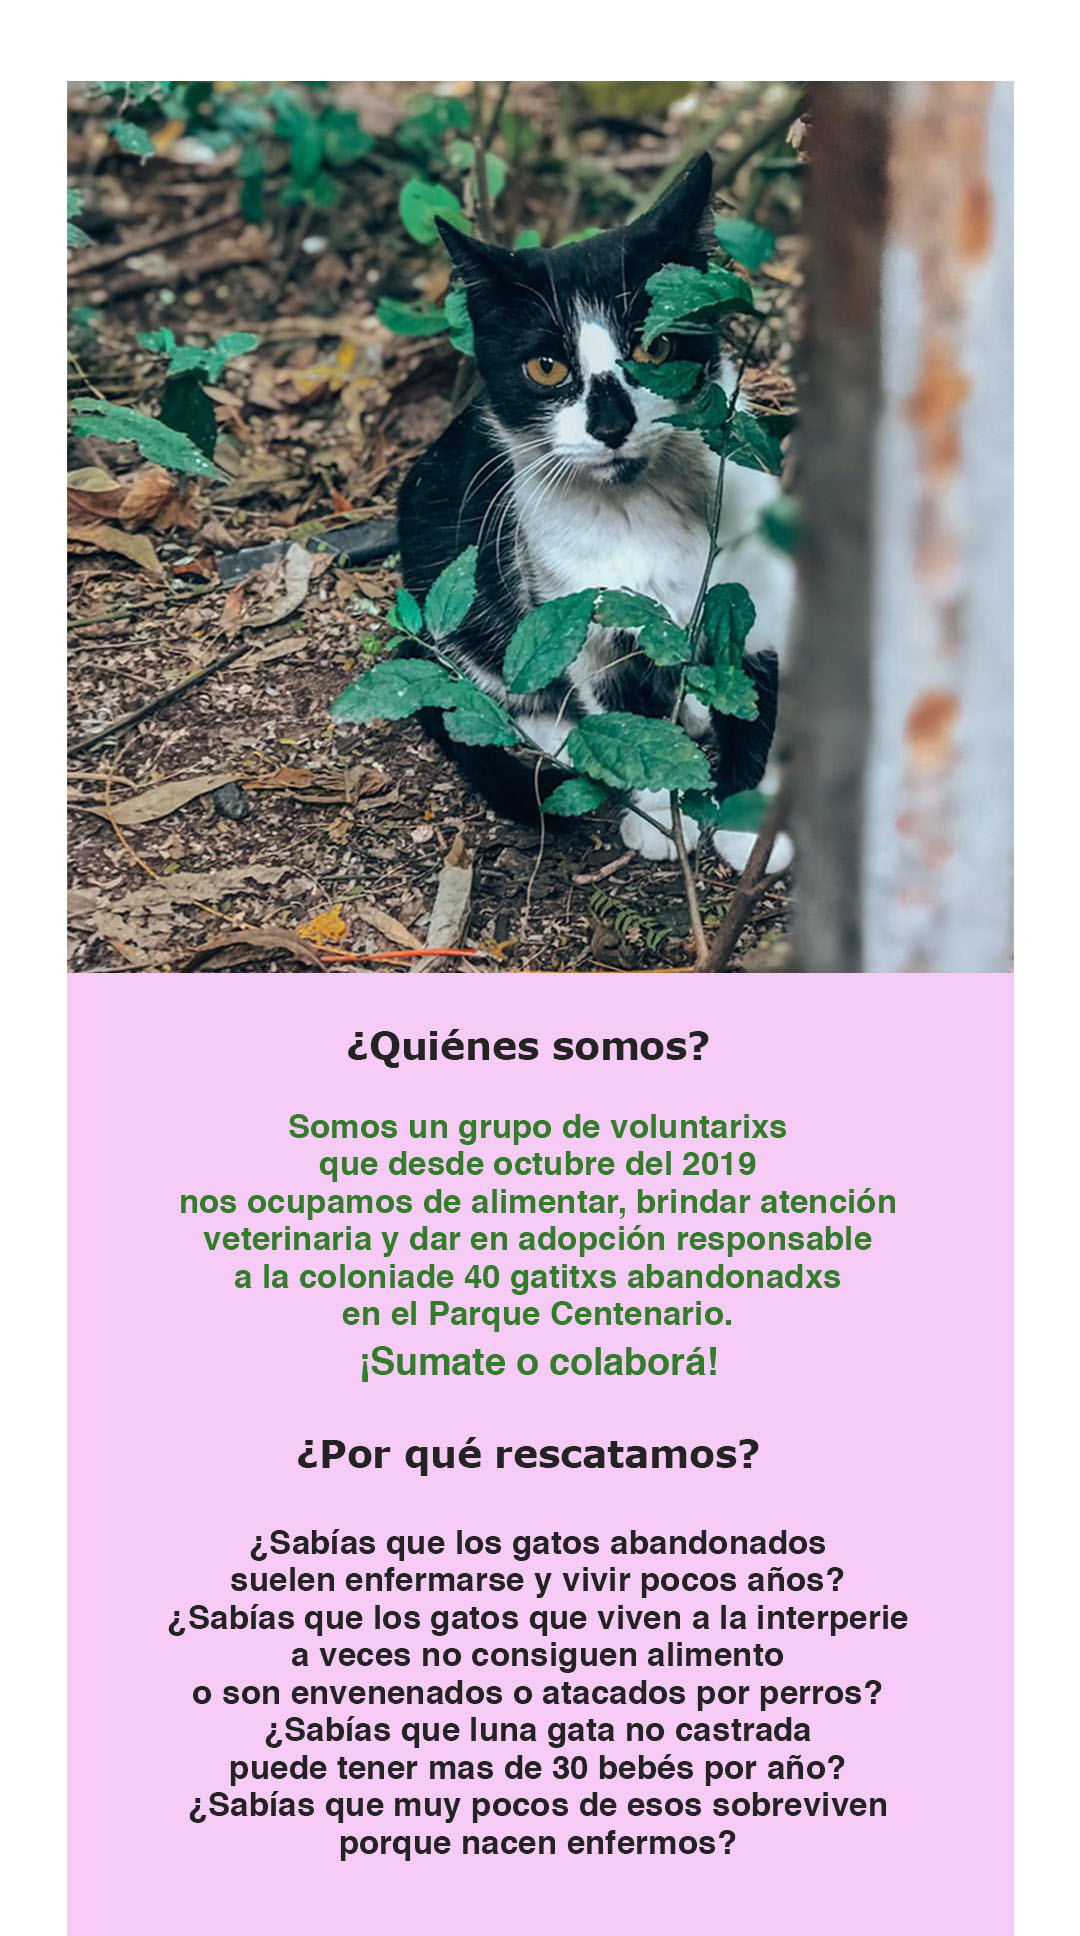 ¿Quiénes somos?
Somos un grupo de voluntarixs
que desde octubre del 2019
nos ocupamos de alimentar, brindar atención
veterinaria y dar en adopción responsable
a la coloniade 40 gatitxs abandonadxs
en el Parque Centenario.
¡Sumate o colaborá!
¿Por qué rescatamos?
¿Sabías que los gatos abandonados
suelen enfermarse y vivir pocos años?
¿Sabías que los gatos que viven a la interperie
a veces no consiguen alimento
o son envenenados o atacados por perros?
¿Sabías que luna gata no castrada
puede tener mas de 30 bebés por año?
¿Sabías que muy pocos de esos sobreviven
porque nacen enfermos?